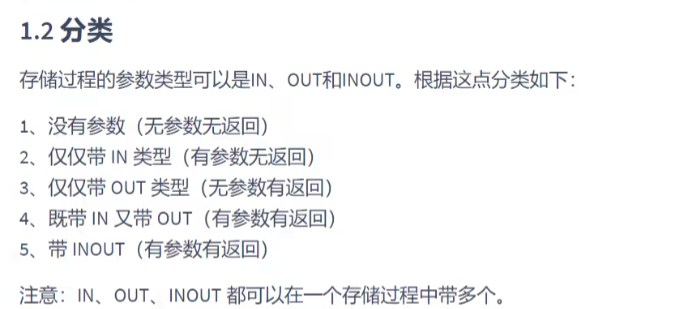 1.2 分类
存储过程的参数类型可以是IN、OUT和INOUT。根据这点分类如下：
1、没有参数（无参数无返回）
2、仅仅带 IN 类型（有参数无返回）
3、仅仅带 OUT 类型（无参数有返回）
4、既带 IN 又带 OUT（有参数有返回）
5、带 INOUT（有参数有返回）
注意：IN、OUT、INOUT 都可以在一个存储过程中带多个。